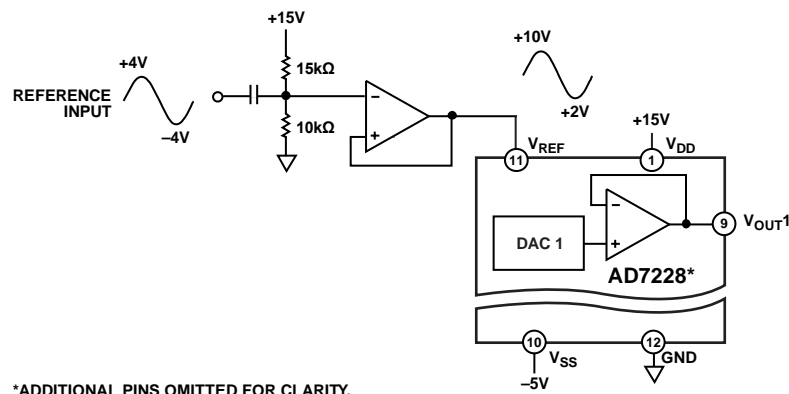 +15V
+4V
15kΩ
REFERENCE
INPUT
–4V
10kΩ
–
+
+10V
+2V
+15V
VREF
VDD
11
1
DAC 1
–
+
9
VOUT1
AD7228*
10
12
VSS
GND
–5V
*ADDITIONAL PINS OMITTED FOR CLARITY.